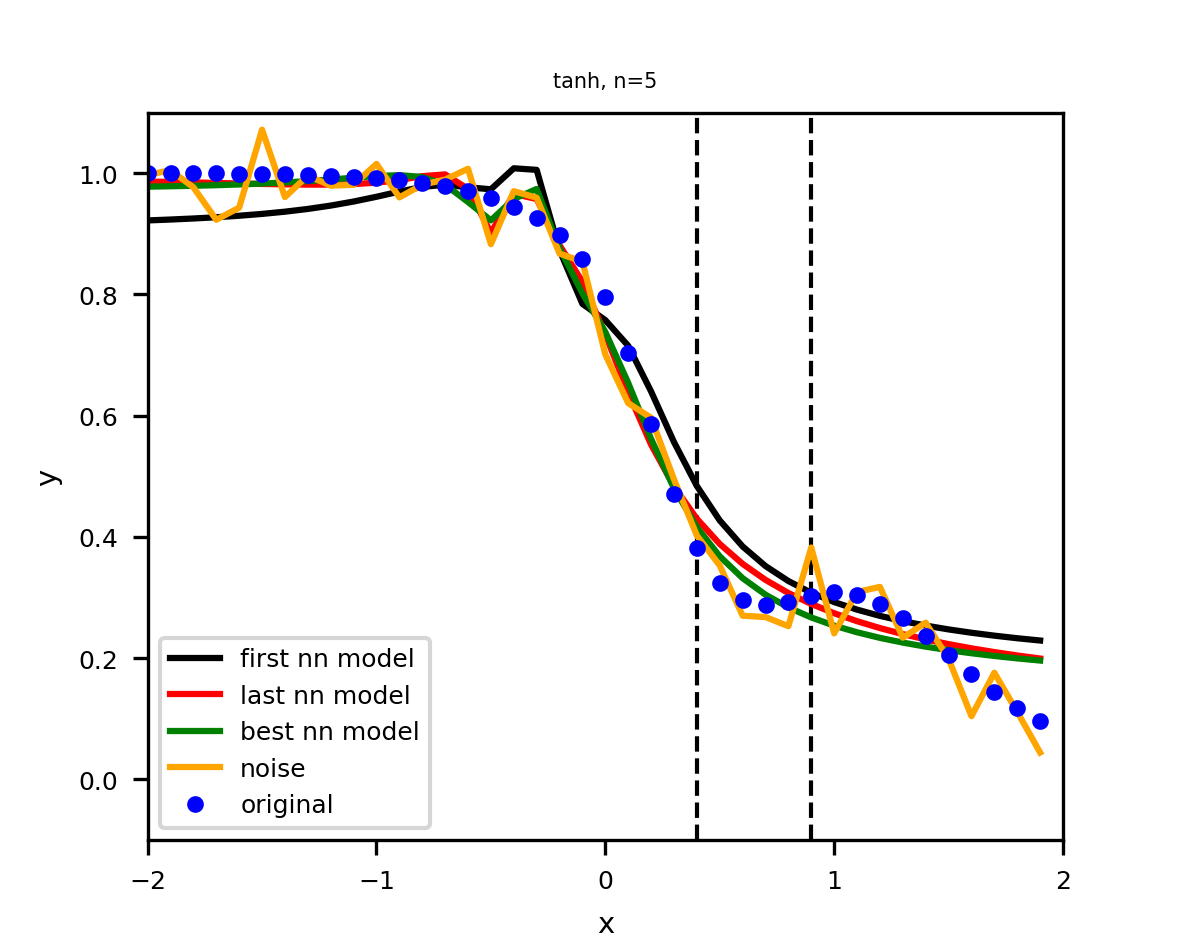 tanh, n=5
1.0
0.8
0.6
0.4
0.2
0.0
y
first nn model
last nn model
best nn model
noise
original
−2
−1
0
1
2
x